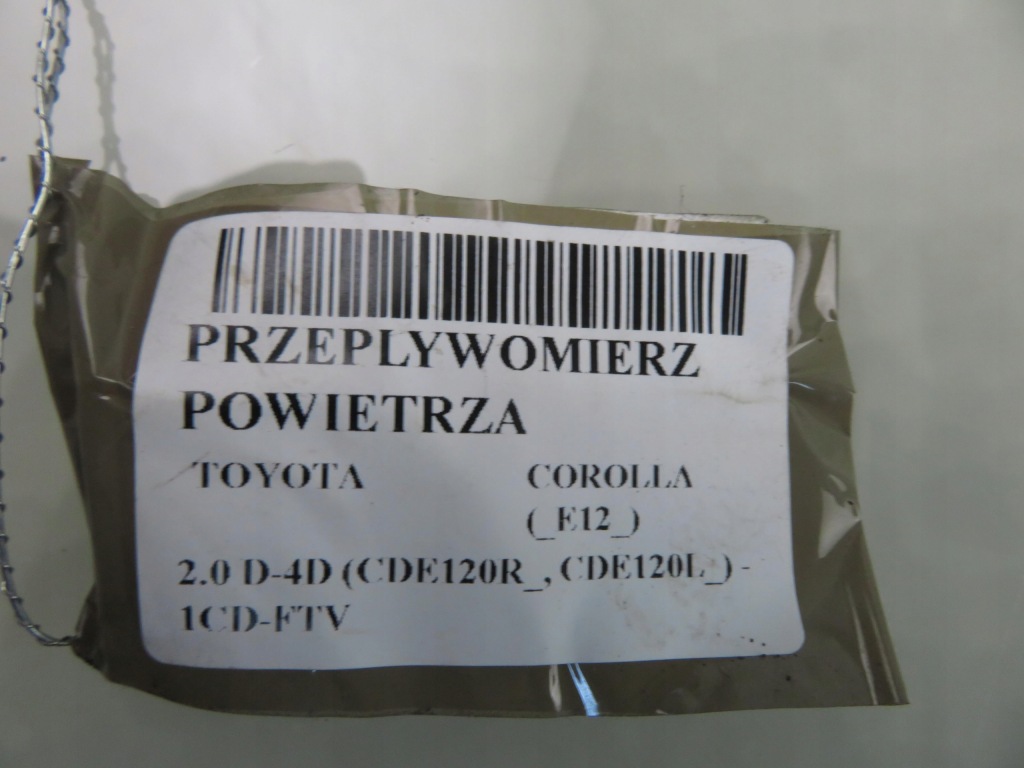 PRZEPLYWOMIERZ
POWIETRZA
TOYOTA COROLLA
(_E12_)
2.0 D-4D (CDE120R_, CDE120L_) -
1CD-FTV